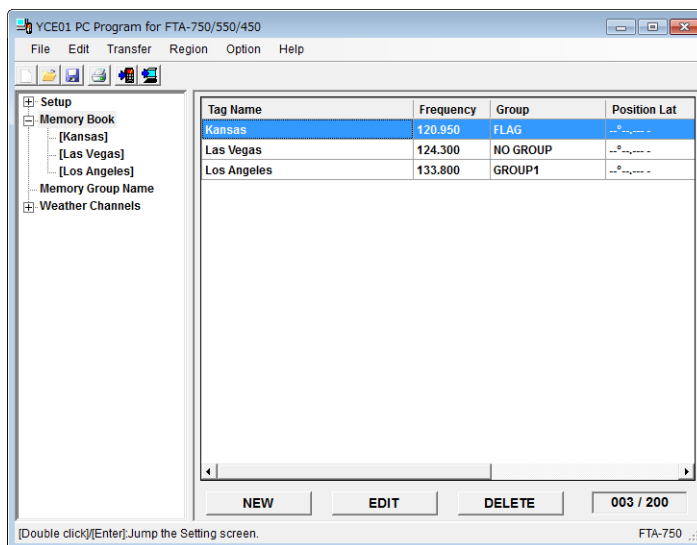 YCE01 PC Program for FTA-750/550/450
File Edit Transfer Region Option Help
Setup
Memory Book
[Kansas]
[Las Vegas]
[Los Angeles]
Memory Group Name
Weather Channels
Tag Name Frequency Group Position Lat
Kansas 120.950 FLAG --°--.--- -
Las Vegas 124.300 NO GROUP --°--.--- -
Los Angeles 133.800 GROUP1 --°--.--- -
NEW EDIT DELETE 003 / 200
[Double click]/[Enter]:Jump the Setting screen. FTA-750